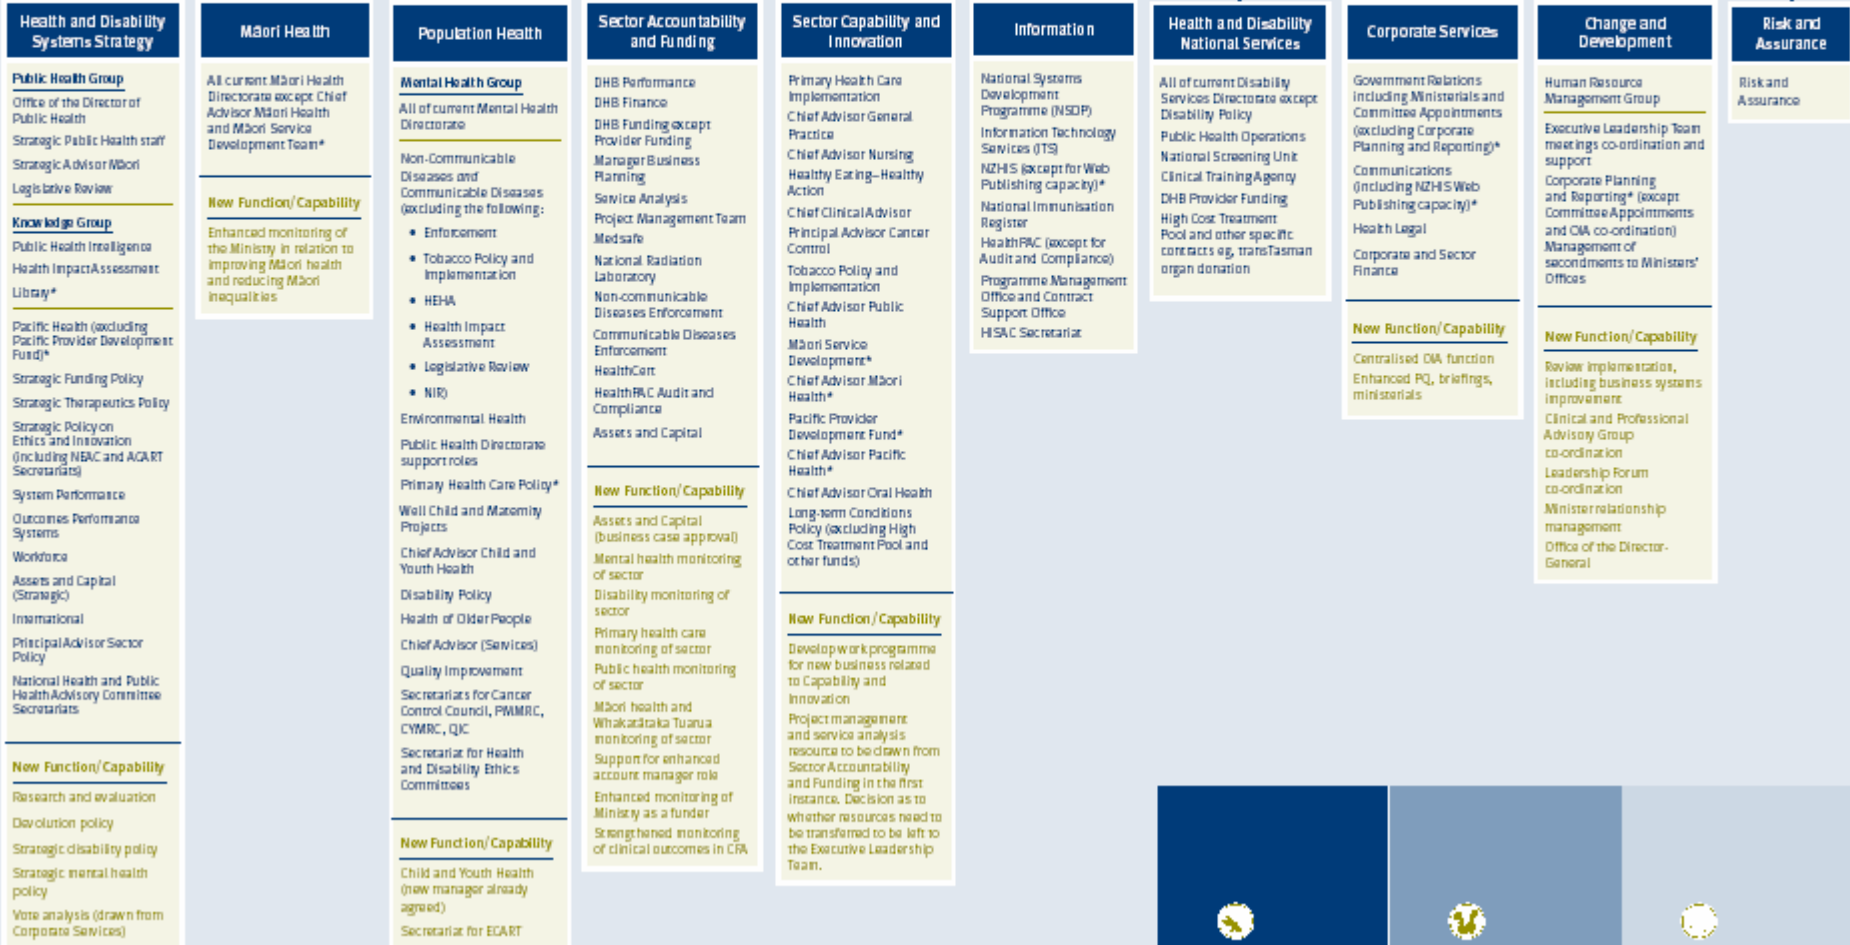 Health and Disability
Systems Strategy
Public Health Group
Office of the Director of
Public Health
Strategic Public Health staff
Strategic Advisor Māori
Legislative Review
Knowledge Group
Public Health Intelligence
Health Impact Assessment
Library*
Pacific Health (excluding
Pacific Provider Development
Fund)*
Strategic Funding Policy
Strategic Therapeutics Policy
Strategic Policy on
Ethics and Innovation
(including NEAC and ACART
Secretariats)
System Performance
Outcomes Performance
Systems
Workforce
Assets and Capital
(Strategic)
International
Principal Advisor Sector
Policy
National Health and Public
Health Advisory Committee
Secretariats
New Function/Capability
Research and evaluation
Devolution policy
Strategic disability policy
Strategic mental health
policy
Vote analysis (drawn from
Corporate Services)
Māori Health
All current Māori Health
Directorate except Chief
Advisor Māori Health
and Māori Service
Development Team*
New Function/Capability
Enhanced monitoring of
the Ministry in relation to
improving Māori health
and reducing Māori
inequalities
Population Health
Mental Health Group
All of current Mental Health
Directorate
Non-Communicable
Diseases and
Communicable Diseases
(excluding the following:
• Enforcement
• Tobacco Policy and
Implementation
• HEHA
• Health Impact
Assessment
• Legislative Review
• NIR)
Environmental Health
Public Health Directorate
support roles
Primary Health Care Policy*
Well Child and Maternity
Projects
Chief Advisor Child and
Youth Health
Disability Policy
Health of Older People
Chief Advisor (Services)
Quality Improvement
Secretariats for Cancer
Control Council, PMMRC,
CYMRC, QIC
Secretariat for Health
and Disability Ethics
Committees
New Function/Capability
Child and Youth Health
(new manager already
agreed)
Secretariat for ECART
Sector Accountability
and Funding
DHB Performance
DHB Finance
DHB Funding except
Provider Funding
Manager Business
Planning
Service Analysis
Project Management Team
Medsafe
National Radiation
Laboratory
Non-communicable
Diseases Enforcement
Communicable Diseases
Enforcement
HealthCert
HealthPAC Audit and
Compliance
Assets and Capital
New Function/Capability
Assets and Capital
(business case approval)
Mental health monitoring
of sector
Disability monitoring of
sector
Primary health care
monitoring of sector
Public health monitoring
of sector
Māori health and
Whakatātaka Tuarua
monitoring of sector
Support for enhanced
account manager role
Enhanced monitoring of
Ministry as a funder
Strengthened monitoring
of clinical outcomes in CFA
Sector Capability and
Innovation
Primary Health Care
Implementation
Chief Advisor General
Practice
Chief Advisor Nursing
Healthy Eating–Healthy
Action
Chief Clinical Advisor
Principal Advisor Cancer
Control
Tobacco Policy and
Implementation
Chief Advisor Public
Health
Māori Service
Development*
Chief Advisor Māori
Health*
Pacific Provider
Development Fund*
Chief Advisor Pacific
Health*
Chief Advisor Oral Health
Long-term Conditions
Policy (excluding High
Cost Treatment Pool and
other funds)
New Function/Capability
Develop work programme
for new business related
to Capability and
Innovation
Project management
and service analysis
resource to be drawn from
Sector Accountability
and Funding in the first
instance. Decision as to
whether resources need to
be transferred to be left to
the Executive Leadership
Team.
Information
National Systems
Development
Programme (NSDP)
Information Technology
Services (ITS)
NZHIS (except for Web
Publishing capacity)*
National Immunisation
Register
HealthPAC (except for
Audit and Compliance)
Programme Management
Office and Contract
Support Office
HISAC Secretariat
Health and Disability
National Services
All of current Disability
Services Directorate except
Disability Policy
Public Health Operations
National Screening Unit
Clinical Training Agency
DHB Provider Funding
High Cost Treatment
Pool and other specific
contracts eg, transTasman
organ donation
Corporate Services
Government Relations
including Ministerials and
Committee Appointments
(excluding Corporate
Planning and Reporting)*
Communications
(including NZHIS Web
Publishing capacity)*
Health Legal
Corporate and Sector
Finance
New Function/Capability
Centralised OIA function
Enhanced PQ, briefings,
ministerials
Change and
Development
Human Resource
Management Group
Executive Leadership Team
meetings co-ordination and
support
Corporate Planning
and Reporting* (except
Committee Appointments
and OIA co-ordination)
Management of
secondments to Ministers'
Offices
New Function/Capability
Review implementation,
including business systems
improvement
Clinical and Professional
Advisory Group
co-ordination
Leadership Forum
co-ordination
Minister relationship
management
Office of the Director-
General
Risk and
Assurance
Risk and
Assurance